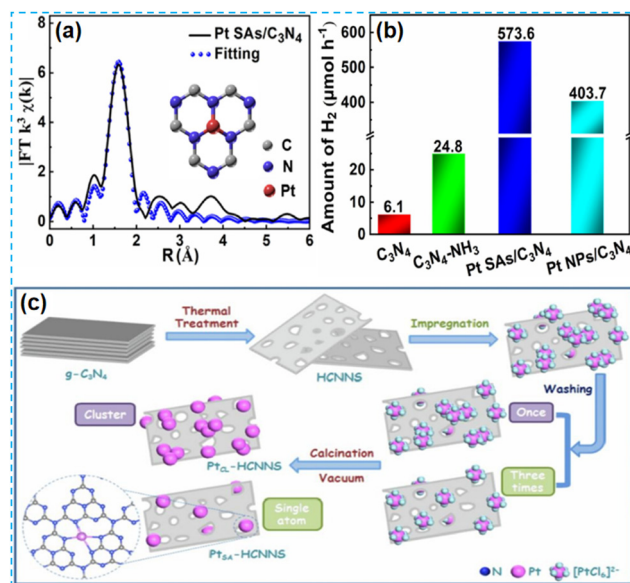 (a)
Pt SAs/C₃N₄
Fitting
|FT k³ χ(k)|
8
6
4
2
0
0 1 2 3 4 5 6
R (Å)
C
N
Pt
(b)
Amount of H₂ (μmol h⁻¹)
600
500
400
20
10
0
6.1
24.8
573.6
403.7
C₃N₄
C₃N₄-NH₃
Pt SAs/C₃N₄
Pt NPs/C₃N₄
(c)
g-C₃N₄
Thermal
Treatment
HCNNS
Impregnation
Washing
Once
Three
times
Calcination
Vacuum
Cluster
Pt_CL-HCNNS
Single
atom
Pt_SA-HCNNS
N Pt [PtCl₆]²⁻